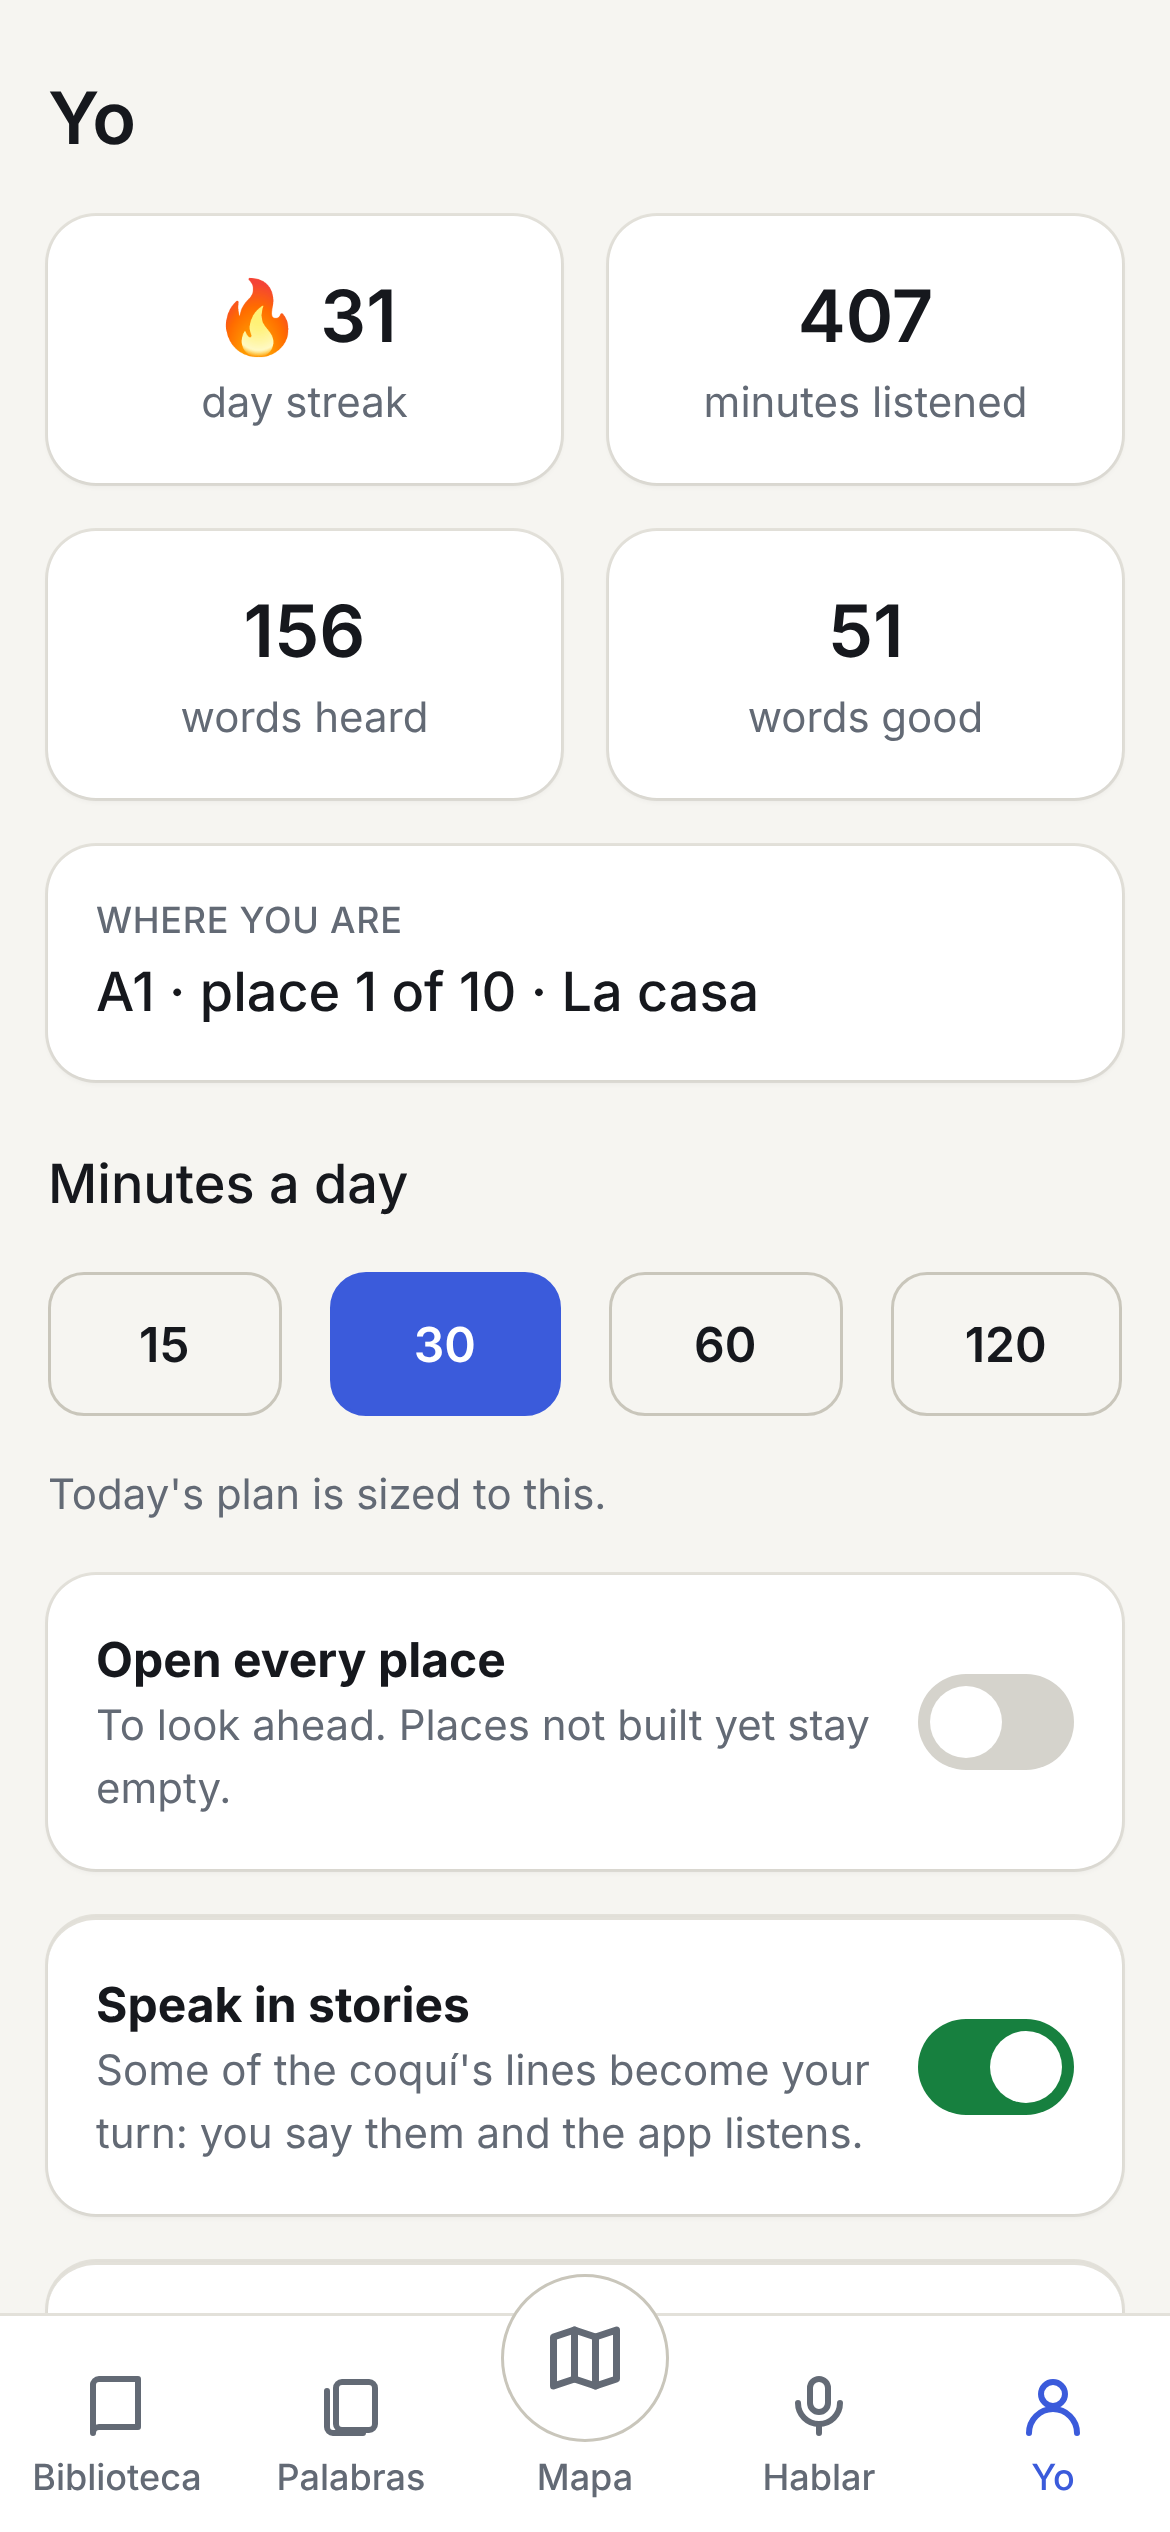 Yo
🔥 31
day streak
407
minutes listened
156
words heard
51
words good
WHERE YOU ARE
A1 · place 1 of 10 · La casa
Minutes a day
15
30
60
120
Today's plan is sized to this.
Open every place
To look ahead. Places not built yet stay
empty.
Speak in stories
Some of the coquí's lines become your
turn: you say them and the app listens.
Biblioteca
Palabras
Mapa
Hablar
Yo